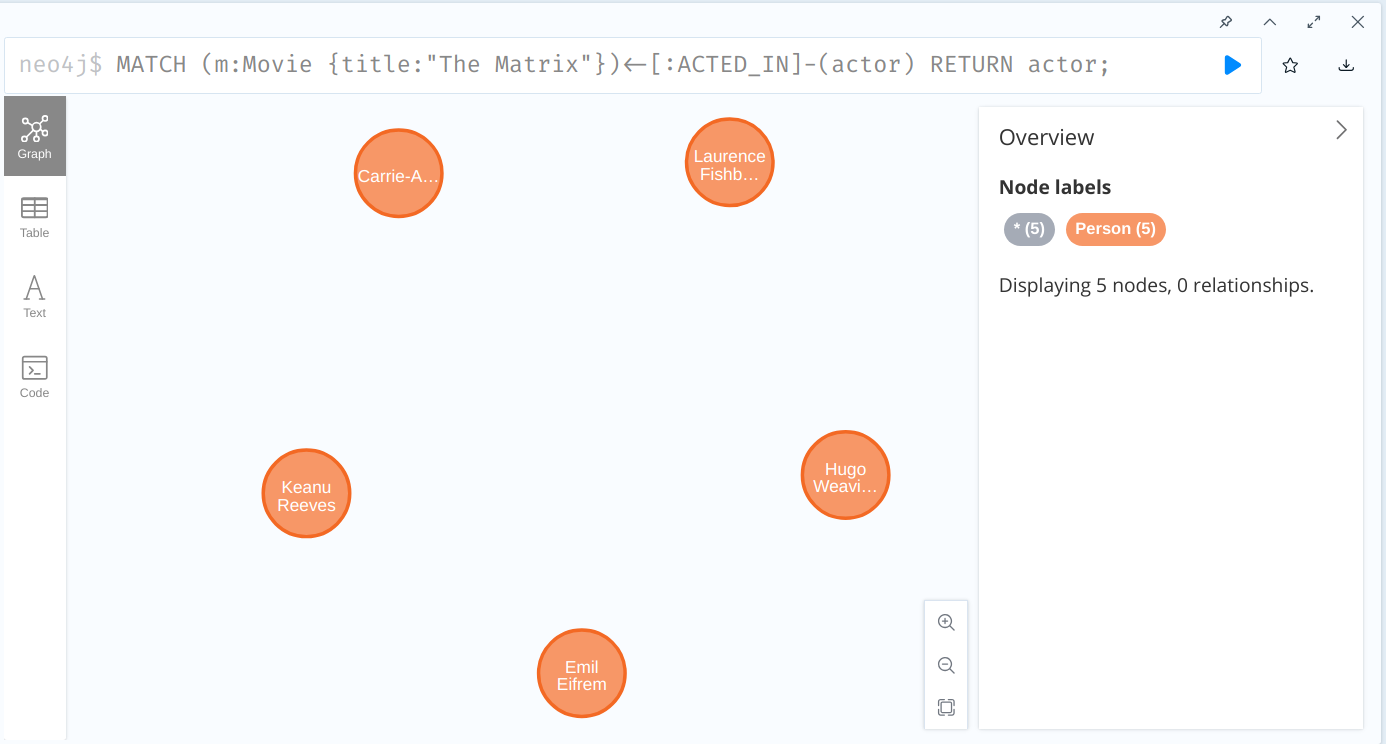 neo4j$ MATCH (m:Movie {title:"The Matrix"})<-[:ACTED_IN]-(actor) RETURN actor;
Graph
Table
Text
Code
Carrie-A…
Laurence
Fishb…
Keanu
Reeves
Hugo
Weavi…
Emil
Eifrem
Overview
Node labels
* (5) Person (5)
Displaying 5 nodes, 0 relationships.